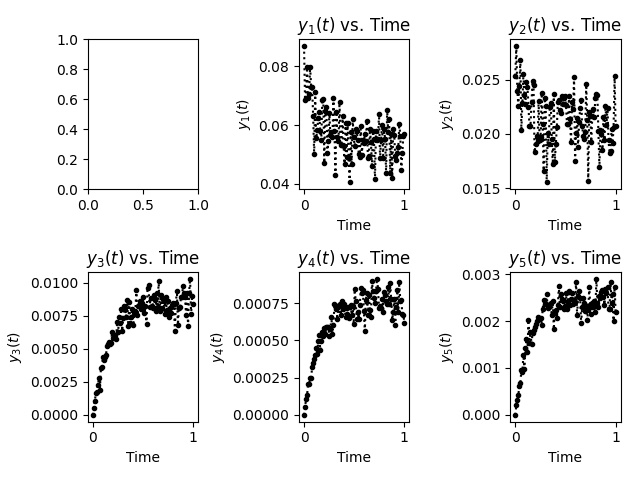 y₁(t) vs. Time
y₂(t) vs. Time
1.0
0.8
0.6
0.4
0.2
0.0
0.0 0.5 1.0
y₁(t)
0.08
0.06
0.04
0 1
Time
y₂(t)
0.025
0.020
0.015
0 1
Time
y₃(t) vs. Time
y₃(t)
0.0100
0.0075
0.0050
0.0025
0.0000
0 1
Time
y₄(t) vs. Time
y₄(t)
0.00075
0.00050
0.00025
0.00000
0 1
Time
y₅(t) vs. Time
y₅(t)
0.003
0.002
0.001
0.000
0 1
Time